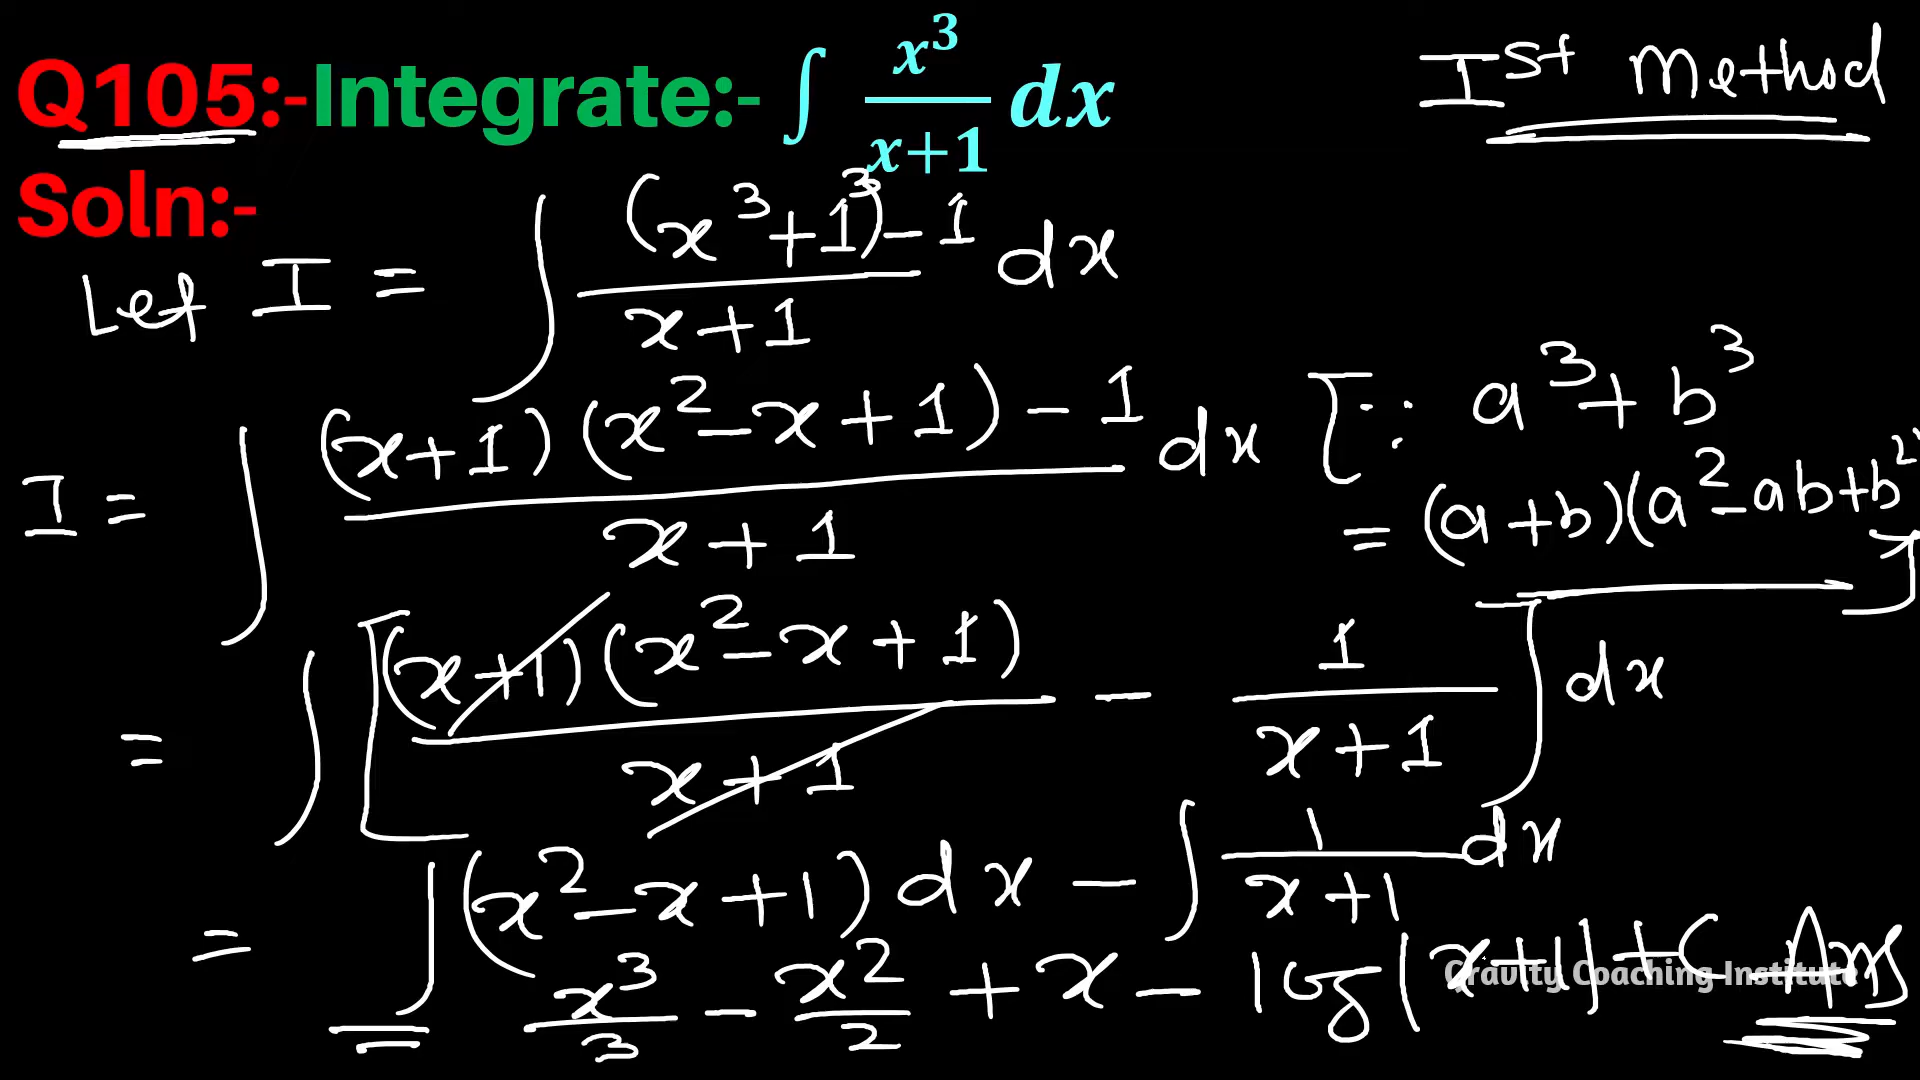 Q105:-Integrate:- ∫ x³/(x+1) dx
Ist Method
Soln:-
Let I = ∫ ((x³+1³)-1)/(x+1) dx
I = ∫ ((x+1)(x²-x+1)-1)/(x+1) dx [∵ a³+b³
= (a+b)(a²-ab+b²)]
= ∫ [(x+1)(x²-x+1)/(x+1) - 1/(x+1)] dx
= ∫ (x²-x+1) dx - ∫ 1/(x+1) dx
= x³/3 - x²/2 + x - log|x+1| + C Ans
Gravity Coaching Institute